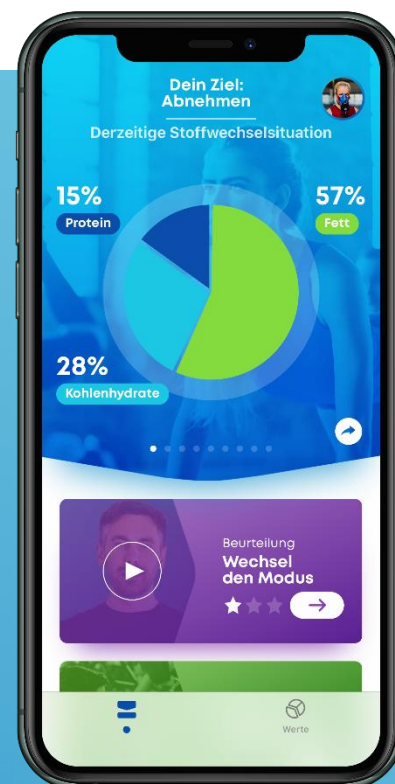 Dein Ziel:
Abnehmen
Derzeitige Stoffwechselsituation
15%
Protein
57%
Fett
28%
Kohlenhydrate
Beurteilung
Wechsel
den Modus
Werte